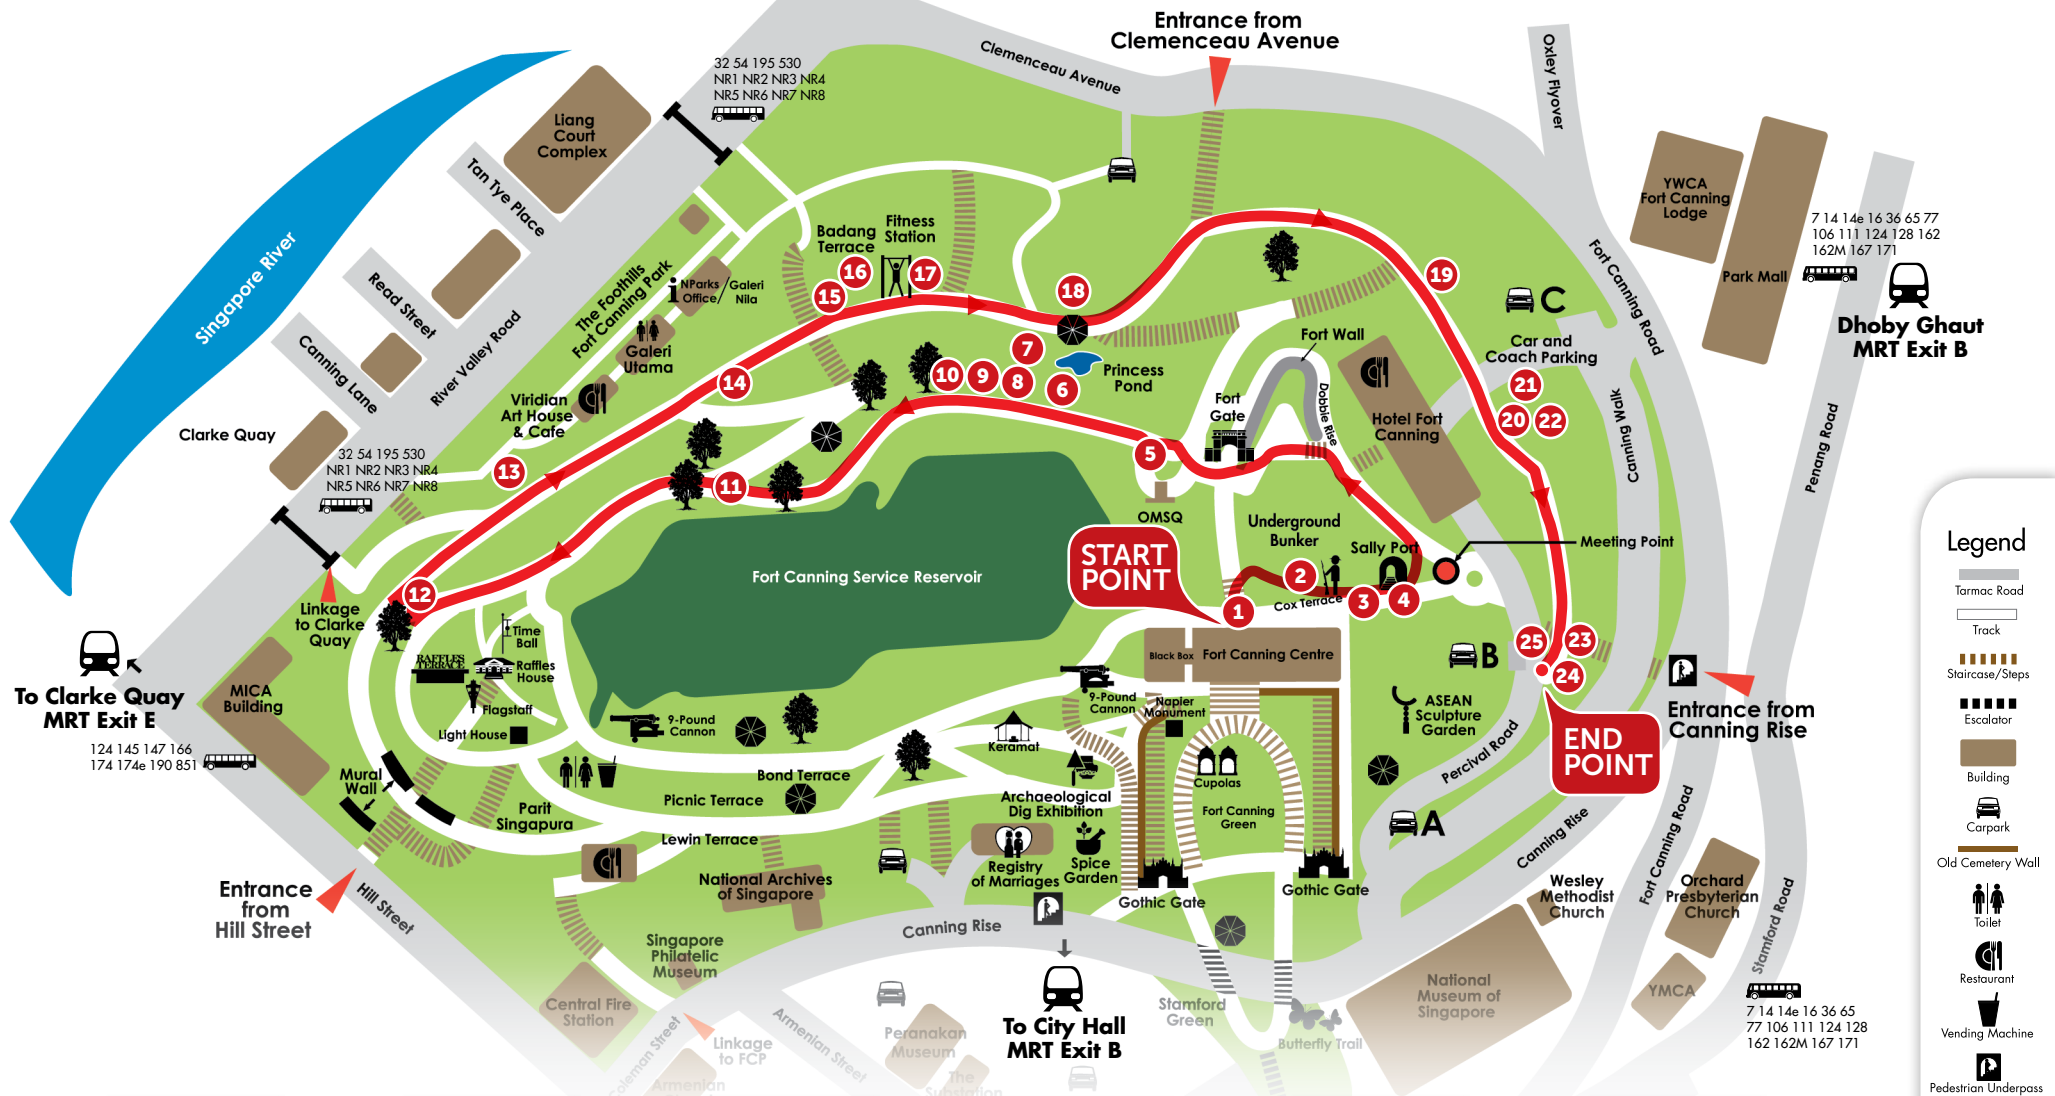 Entrance from
Clemenceau Avenue
Clemenceau Avenue
Oxley Flyover
32 54 195 530
NR1 NR2 NR3 NR4
NR5 NR6 NR7 NR8
Liang
Court
Complex
Tan Tye Place
Singapore River
Read Street
Canning Lane
River Valley Road
Clarke Quay
32 54 195 530
NR1 NR2 NR3 NR4
NR5 NR6 NR7 NR8
The Foothills
Fort Canning Park
NParks
Office/
Galeri
Nila
Galeri
Utama
Viridian
Art House
& Cafe
Badang
Terrace
Fitness
Station
16
17
15
18
19
14
13
12
11
10
9
8
7
6
5
Princess
Pond
Fort Wall
Fort
Gate
Dobbie Rise
Hotel Fort
Canning
C
Car and
Coach Parking
21
20
22
Canning Walk
Fort Canning Road
YWCA
Fort Canning
Lodge
Park Mall
7 14 14e 16 36 65 77
106 111 124 128 162
162M 167 171
Dhoby Ghaut
MRT Exit B
Penang Road
OMSQ
START
POINT
Underground
Bunker
Sally Port
Meeting Point
1
2
3
4
Cox Terrace
Fort Canning Service Reservoir
Black Box
Fort Canning Centre
B
25
23
24
END
POINT
Entrance from
Canning Rise
ASEAN
Sculpture
Garden
Percival Road
A
Linkage
to Clarke
Quay
To Clarke Quay
MRT Exit E
124 145 147 166
174 174e 190 851
MICA
Building
Time
Ball
RAFFLES
TERRACE
Raffles
House
Flagstaff
Light House
9-Pound
Cannon
9-Pound
Cannon
Napier
Monument
Keramat
Cupolas
Fort Canning
Green
Mural
Wall
Parit
Singapura
Bond Terrace
Picnic Terrace
Lewin Terrace
Archaeological
Dig Exhibition
Registry
of Marriages
Spice
Garden
Gothic Gate
Gothic Gate
National Archives
of Singapore
Entrance
from
Hill Street
Hill Street
Canning Rise
Canning Rise
Singapore
Philatelic
Museum
Central Fire
Station
Coleman Street
Linkage
to FCP
Armenian Street
Armenian
Peranakan
Museum
The
Substation
To City Hall
MRT Exit B
Stamford
Green
Butterfly Trail
National
Museum of
Singapore
Wesley
Methodist
Church
Orchard
Presbyterian
Church
Fort Canning Road
Stamford Road
YMCA
7 14 14e 16 36 65
77 106 111 124 128
162 162M 167 171
Legend
Tarmac Road
Track
Staircase/Steps
Escalator
Building
Carpark
Old Cemetery Wall
Toilet
Restaurant
Vending Machine
Pedestrian Underpass